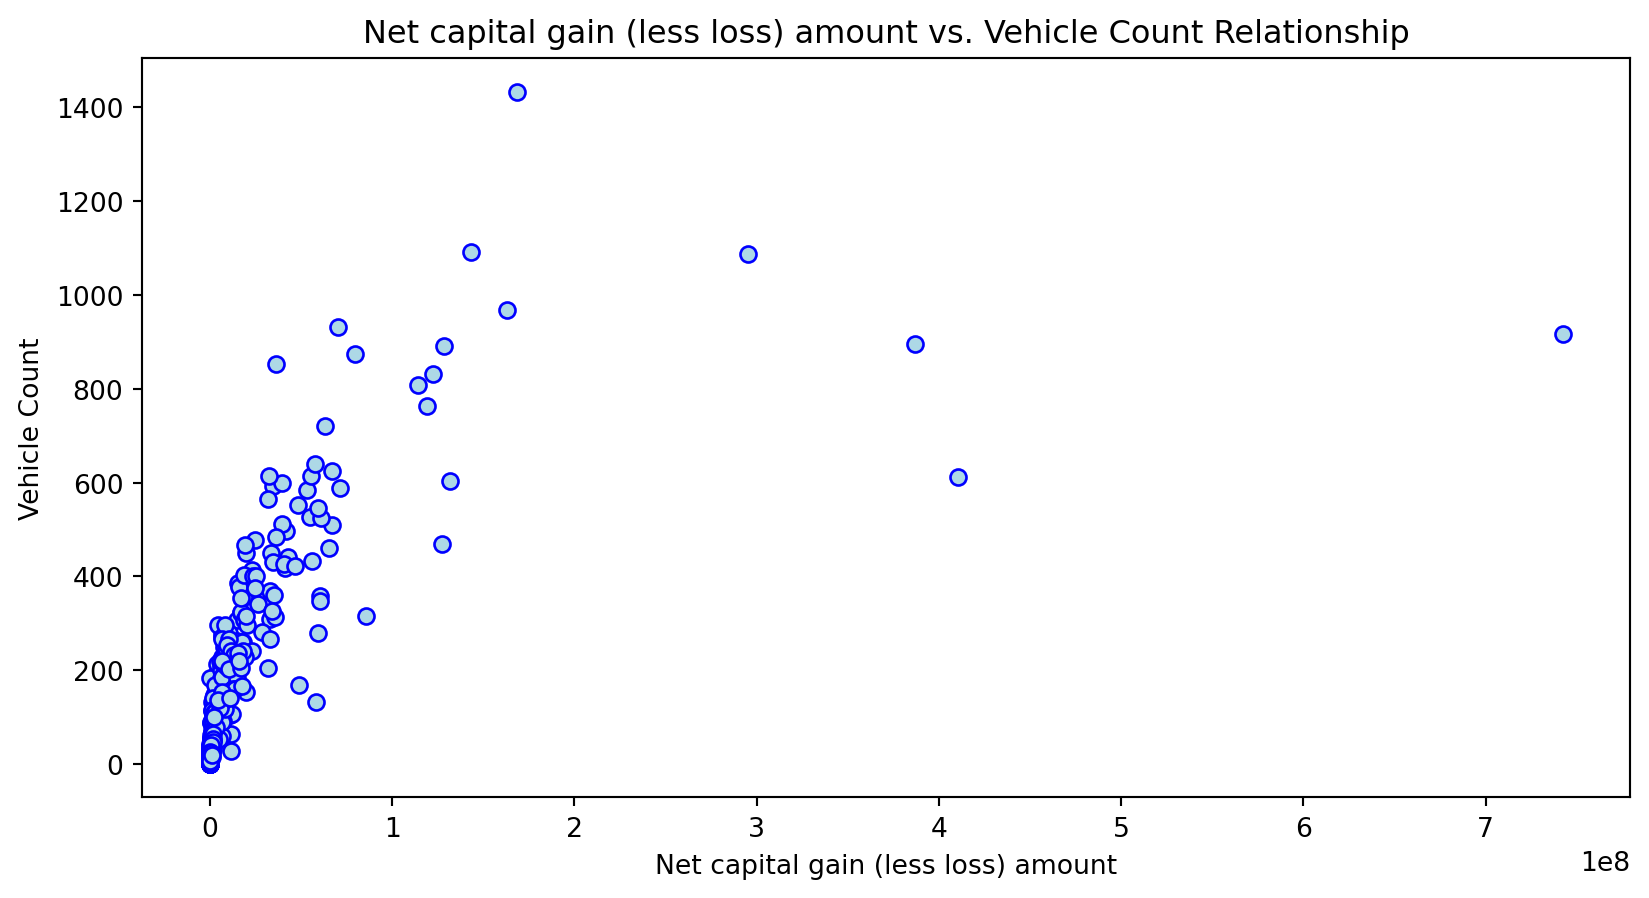 Net capital gain (less loss) amount vs. Vehicle Count Relationship
1400
1200
1000
800
600
400
200
0
Vehicle Count
0 1 2 3 4 5 6 7
1e8
Net capital gain (less loss) amount